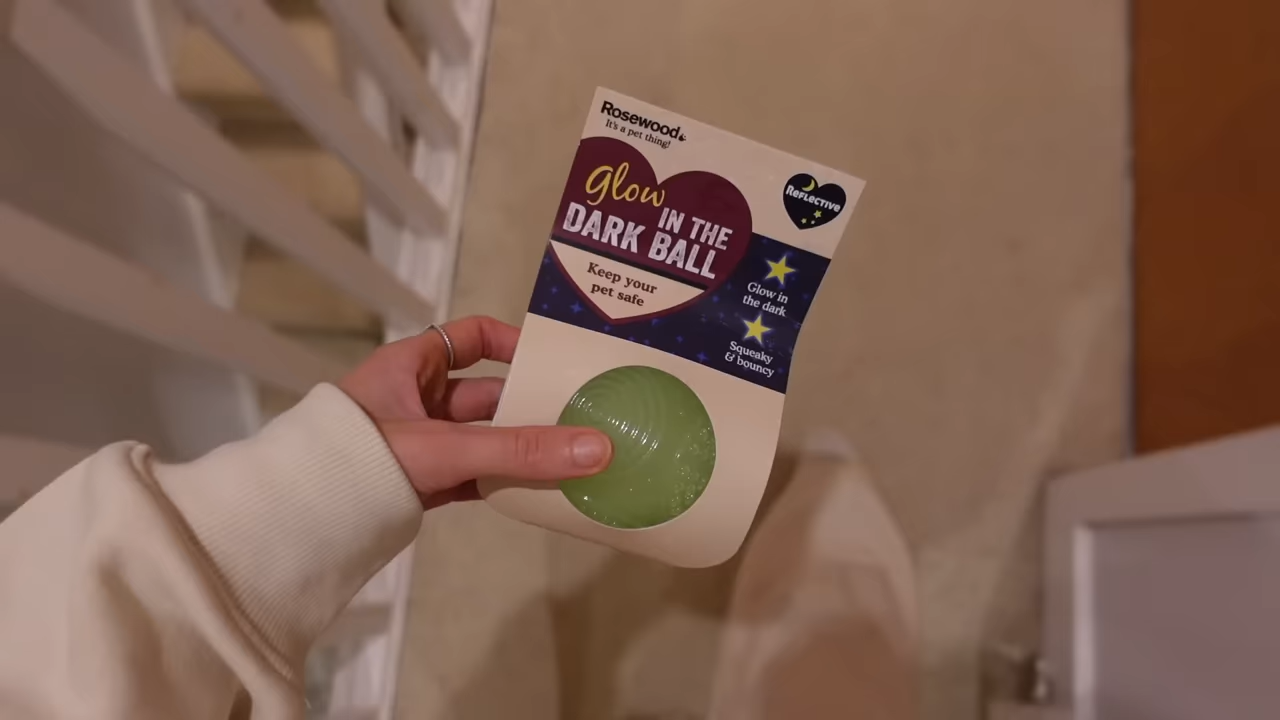 Rosewood
It's a pet thing!
Glow
IN THE
DARK BALL
Keep your
pet safe
REFLECTIVE
Glow in
the dark
Squeaky
& bouncy